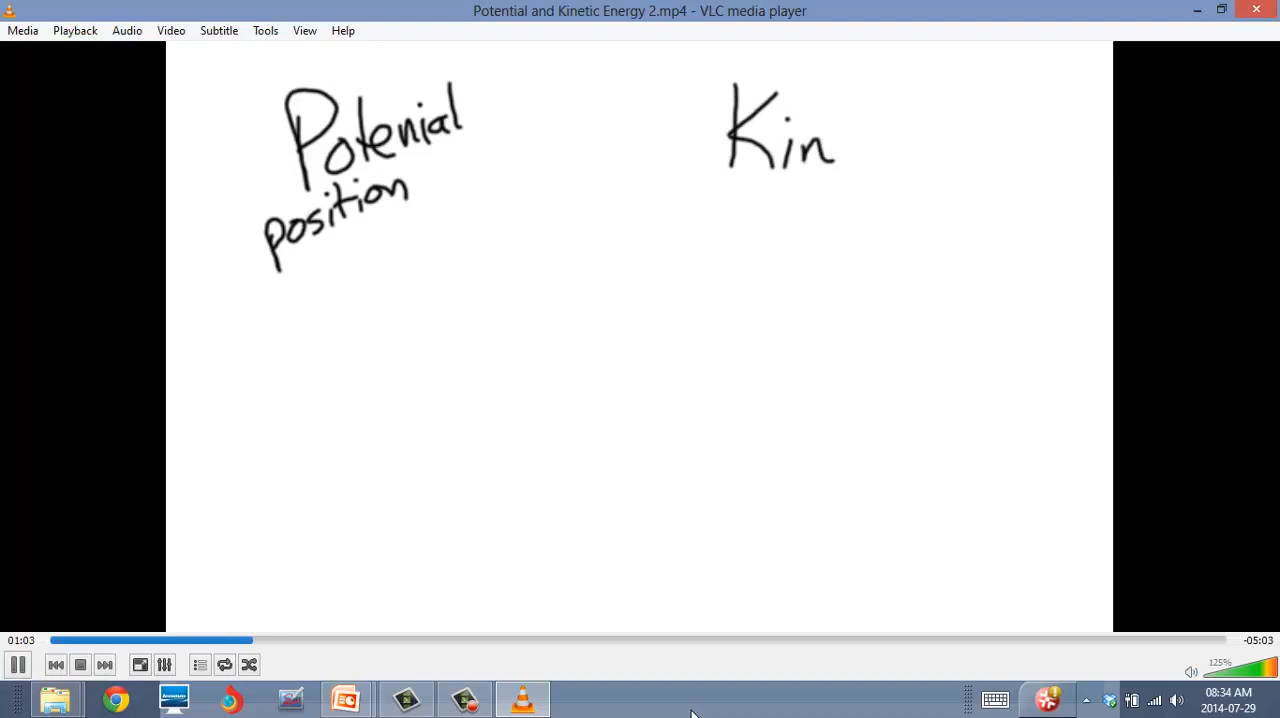 Potential and Kinetic Energy 2.mp4 - VLC media player
Media Playback Audio Video Subtitle Tools View Help
Potenial Kin
position
01:03 -05:03
125%
lenovo
08:34 AM
2014-07-29